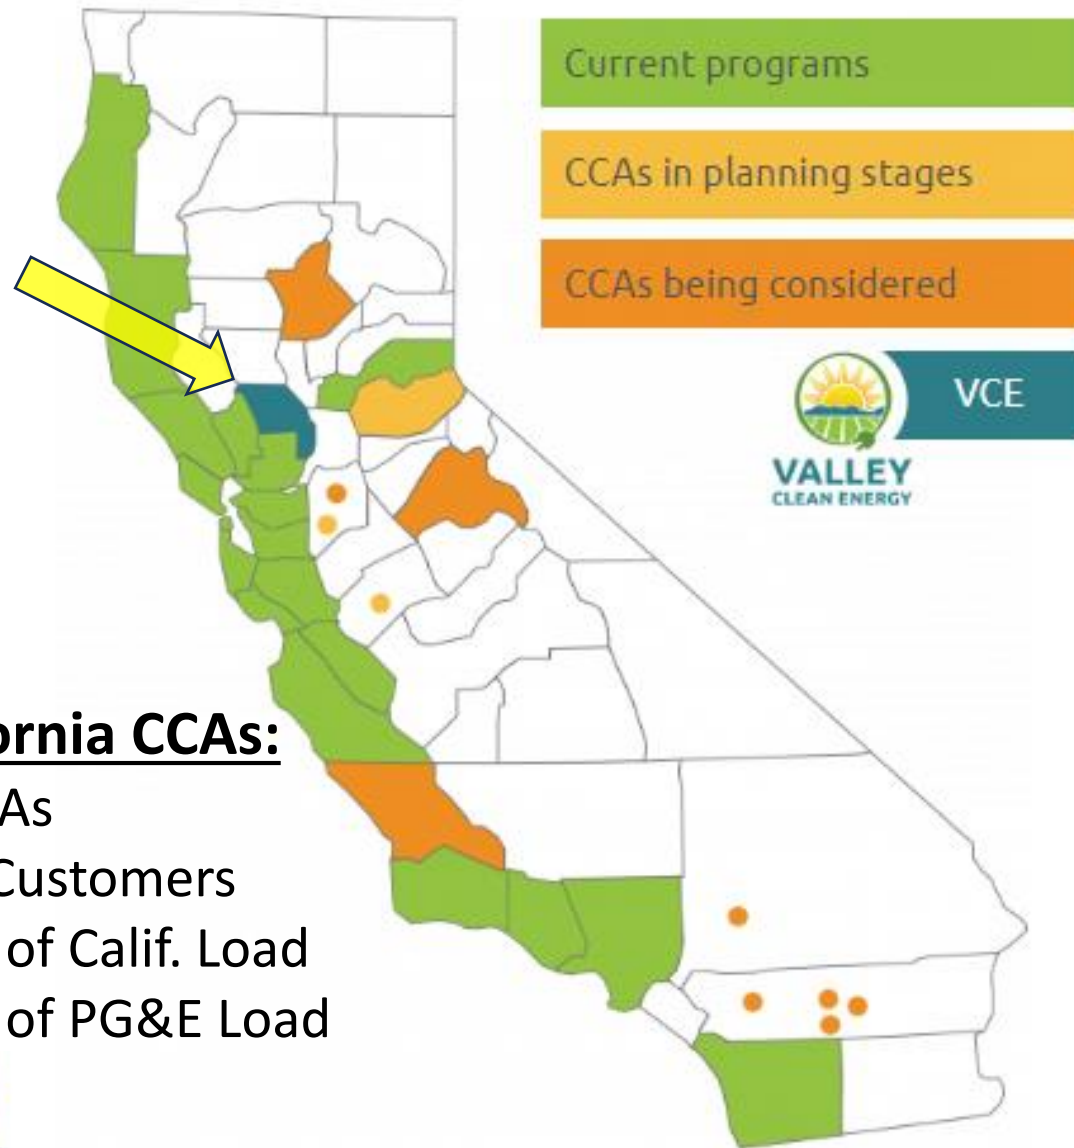 Current programs
CCAs in planning stages
CCAs being considered
VCE
VALLEY
CLEAN ENERGY
ornia CCAs:
As
Customers
of Calif. Load
of PG&E Load